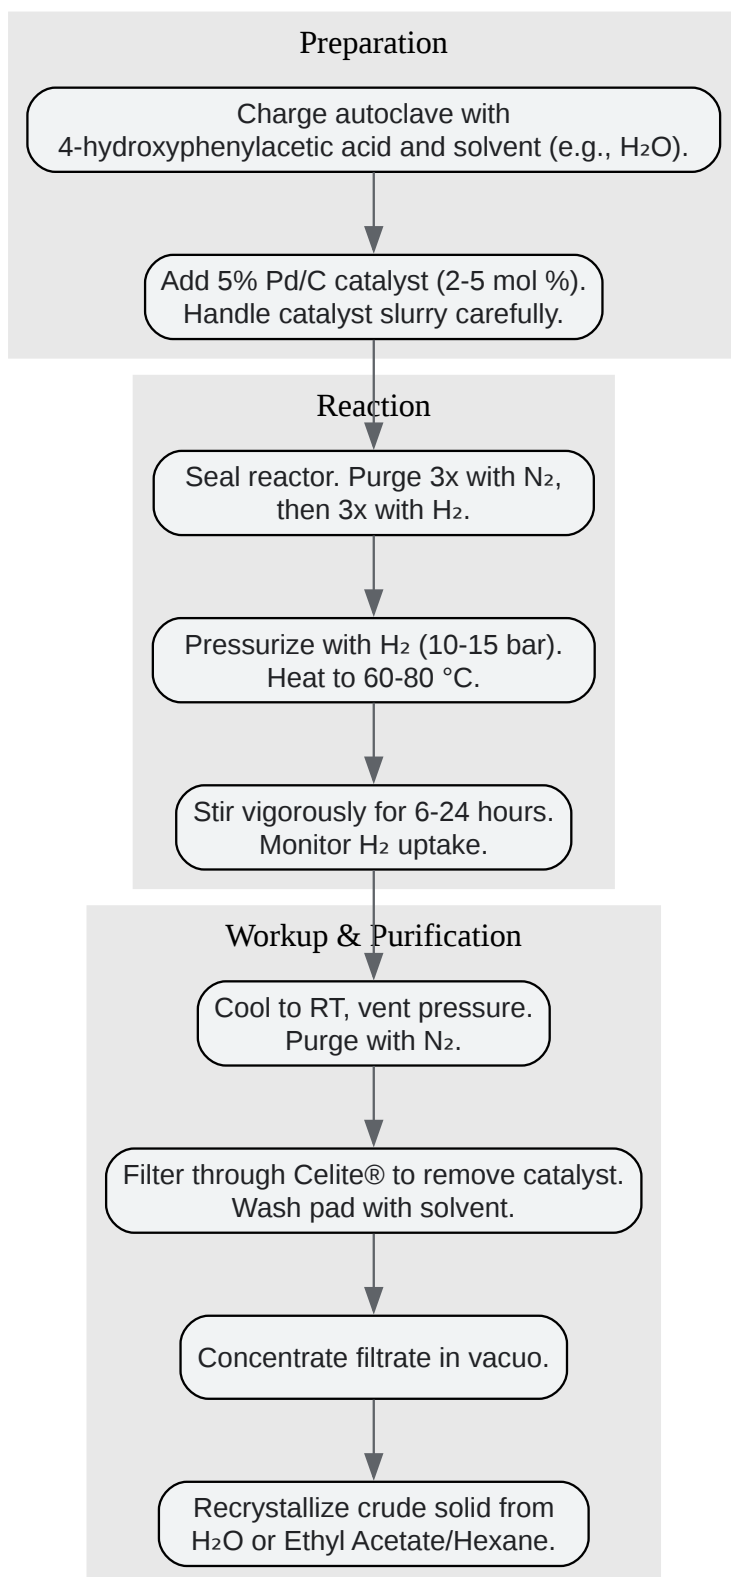 Preparation
Charge autoclave with
4-hydroxyphenylacetic acid and solvent (e.g., H₂O).
Add 5% Pd/C catalyst (2-5 mol %).
Handle catalyst slurry carefully.
Reaction
Seal reactor. Purge 3x with N₂,
then 3x with H₂.
Pressurize with H₂ (10-15 bar).
Heat to 60-80 °C.
Stir vigorously for 6-24 hours.
Monitor H₂ uptake.
Workup & Purification
Cool to RT, vent pressure.
Purge with N₂.
Filter through Celite® to remove catalyst.
Wash pad with solvent.
Concentrate filtrate in vacuo.
Recrystallize crude solid from
H₂O or Ethyl Acetate/Hexane.